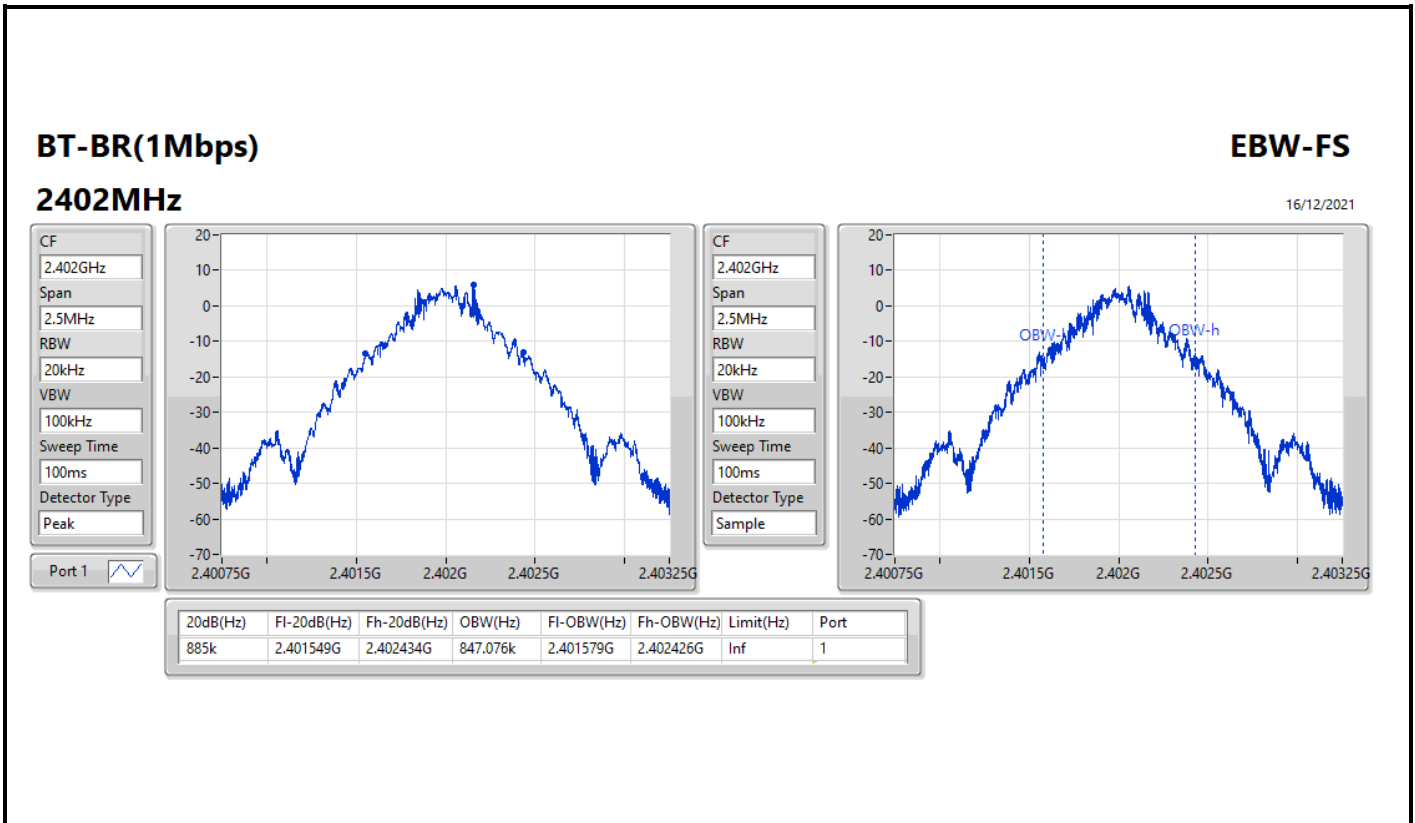 BT-BR(1Mbps)
EBW-FS
2402MHz
16/12/2021
CF
2.402GHz
Span
2.5MHz
RBW
20kHz
VBW
100kHz
Sweep Time
100ms
Detector Type
Peak
Port 1
20
10
0
-10
-20
-30
-40
-50
-60
-70
2.40075G 2.4015G 2.402G 2.4025G 2.40325G
CF
2.402GHz
Span
2.5MHz
RBW
20kHz
VBW
100kHz
Sweep Time
100ms
Detector Type
Sample
20
10
0
-10
-20
-30
-40
-50
-60
-70
OBW-l OBW-h
2.40075G 2.4015G 2.402G 2.4025G 2.40325G
20dB(Hz) Fl-20dB(Hz) Fh-20dB(Hz) OBW(Hz) Fl-OBW(Hz) Fh-OBW(Hz) Limit(Hz) Port
885k 2.401549G 2.402434G 847.076k 2.401579G 2.402426G Inf 1